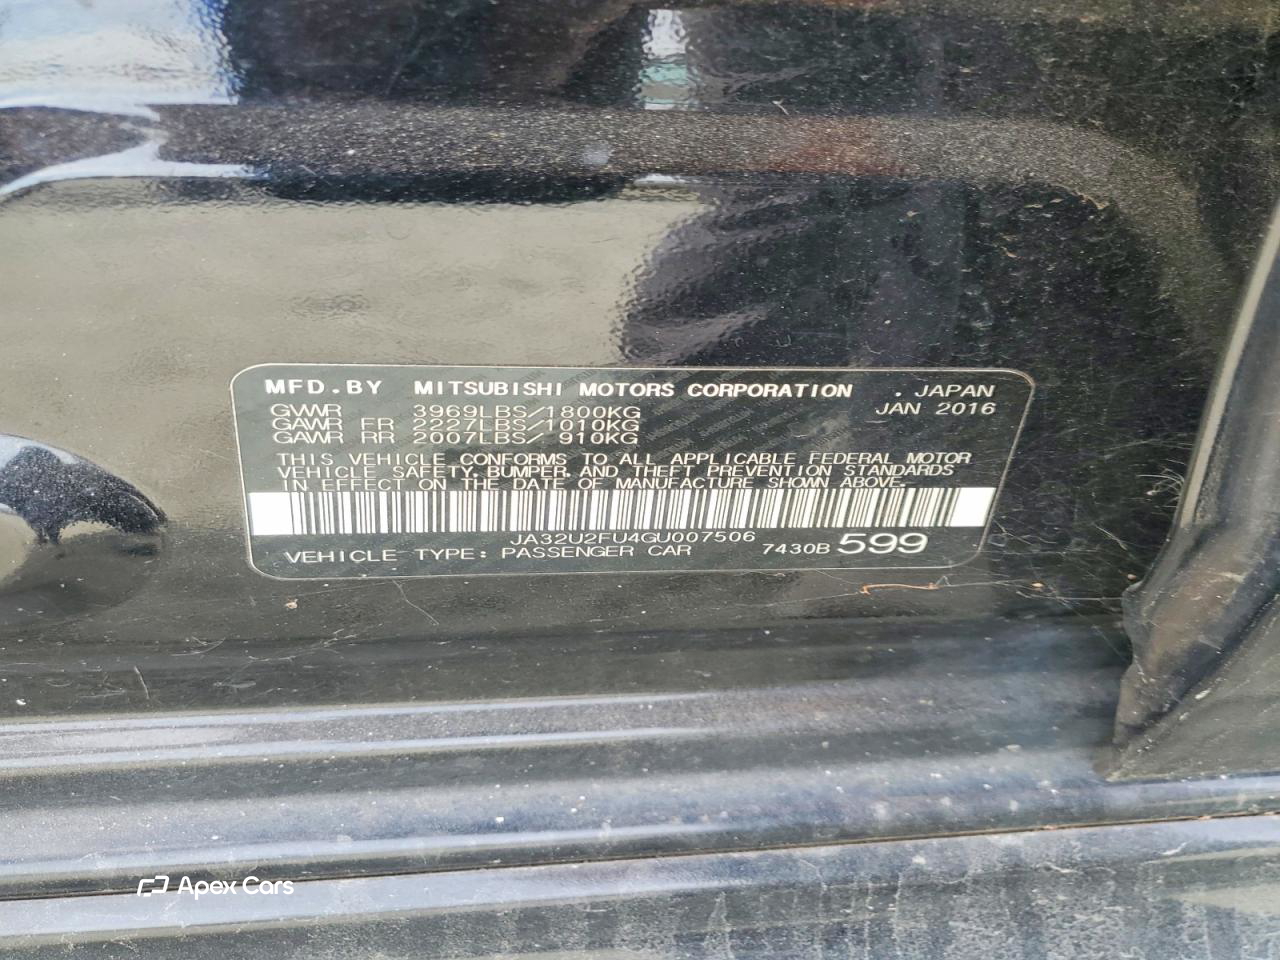 MFD.BY MITSUBISHI MOTORS CORPORATION . JAPAN
GVWR 3969LBS/1800KG JAN 2016
GAWR FR 2227LBS/1010KG
GAWR RR 2007LBS/ 910KG
THIS VEHICLE CONFORMS TO ALL APPLICABLE FEDERAL MOTOR
VEHICLE SAFETY, BUMPER, AND THEFT PREVENTION STANDARDS
IN EFFECT ON THE DATE OF MANUFACTURE SHOWN ABOVE.
JA32U2FU4GU007506
VEHICLE TYPE: PASSENGER CAR 7430B 599
Apex Cars